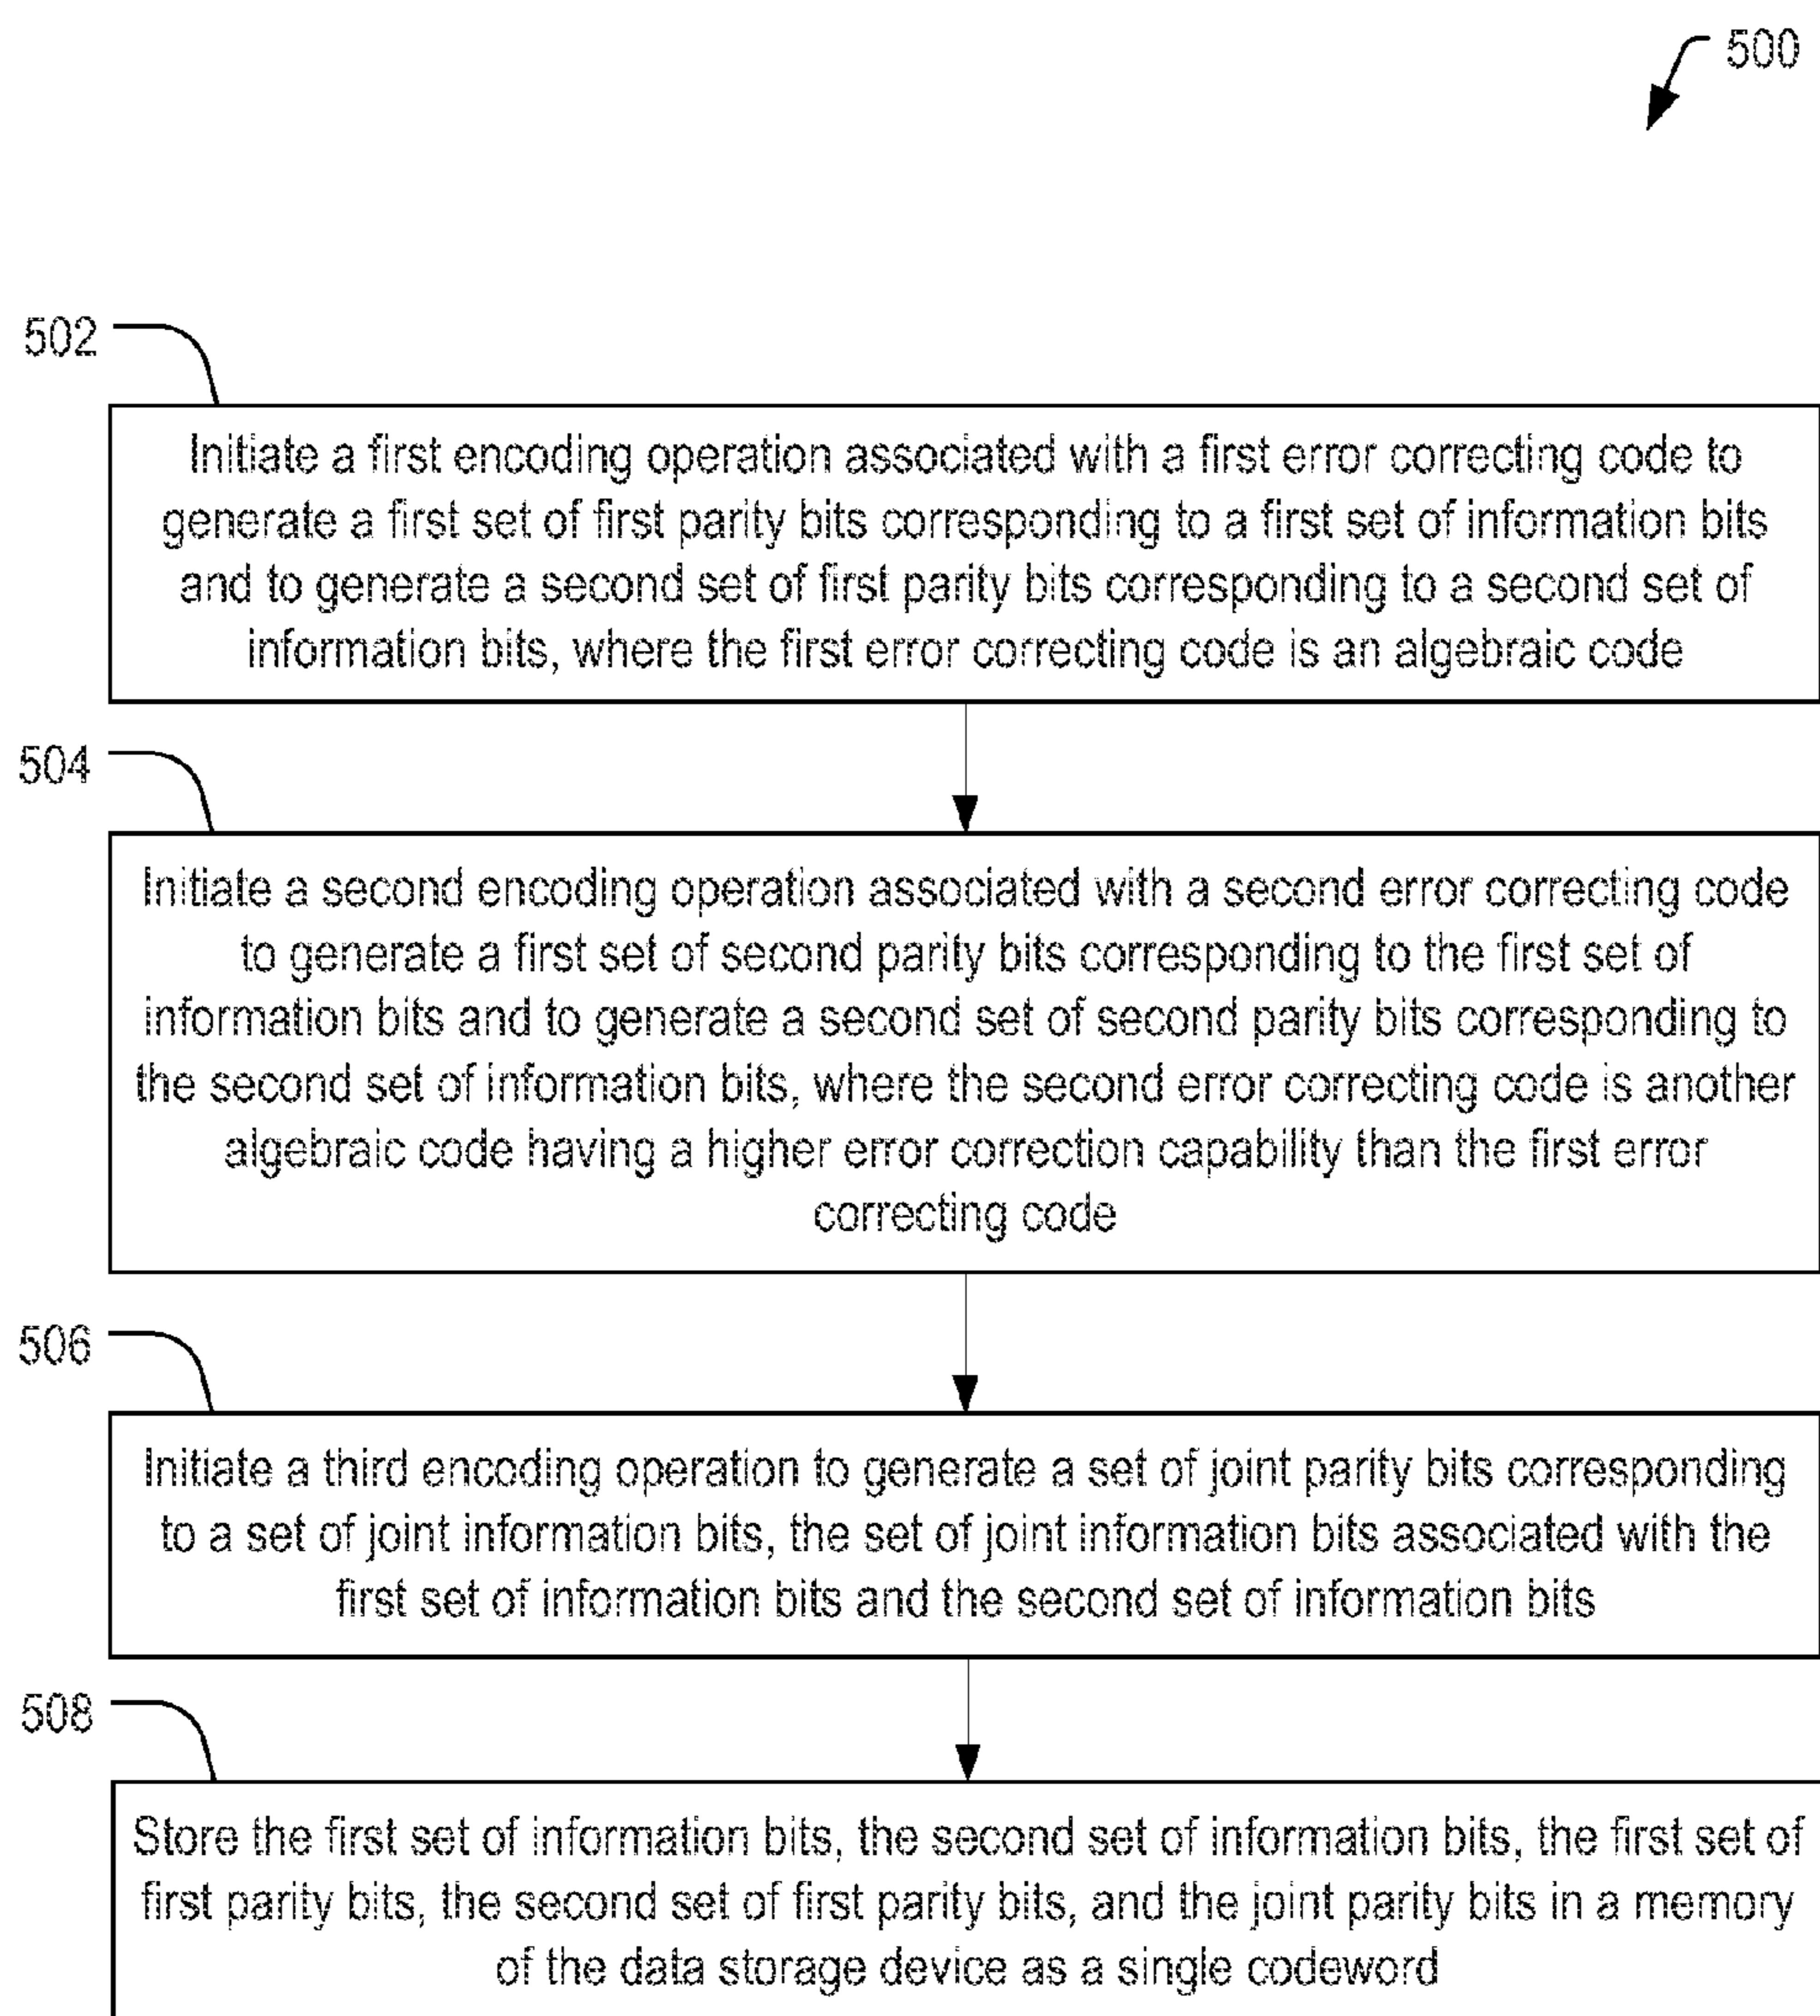 500
502
Initiate a first encoding operation associated with a first error correcting code to
generate a first set of first parity bits corresponding to a first set of information bits
and to generate a second set of first parity bits corresponding to a second set of
information bits, where the first error correcting code is an algebraic code
504
Initiate a second encoding operation associated with a second error correcting code
to generate a first set of second parity bits corresponding to the first set of
information bits and to generate a second set of second parity bits corresponding to
the second set of information bits, where the second error correcting code is another
algebraic code having a higher error correction capability than the first error
correcting code
506
Initiate a third encoding operation to generate a set of joint parity bits corresponding
to a set of joint information bits, the set of joint information bits associated with the
first set of information bits and the second set of information bits
508
Store the first set of information bits, the second set of information bits, the first set of
first parity bits, the second set of first parity bits, and the joint parity bits in a memory
of the data storage device as a single codeword